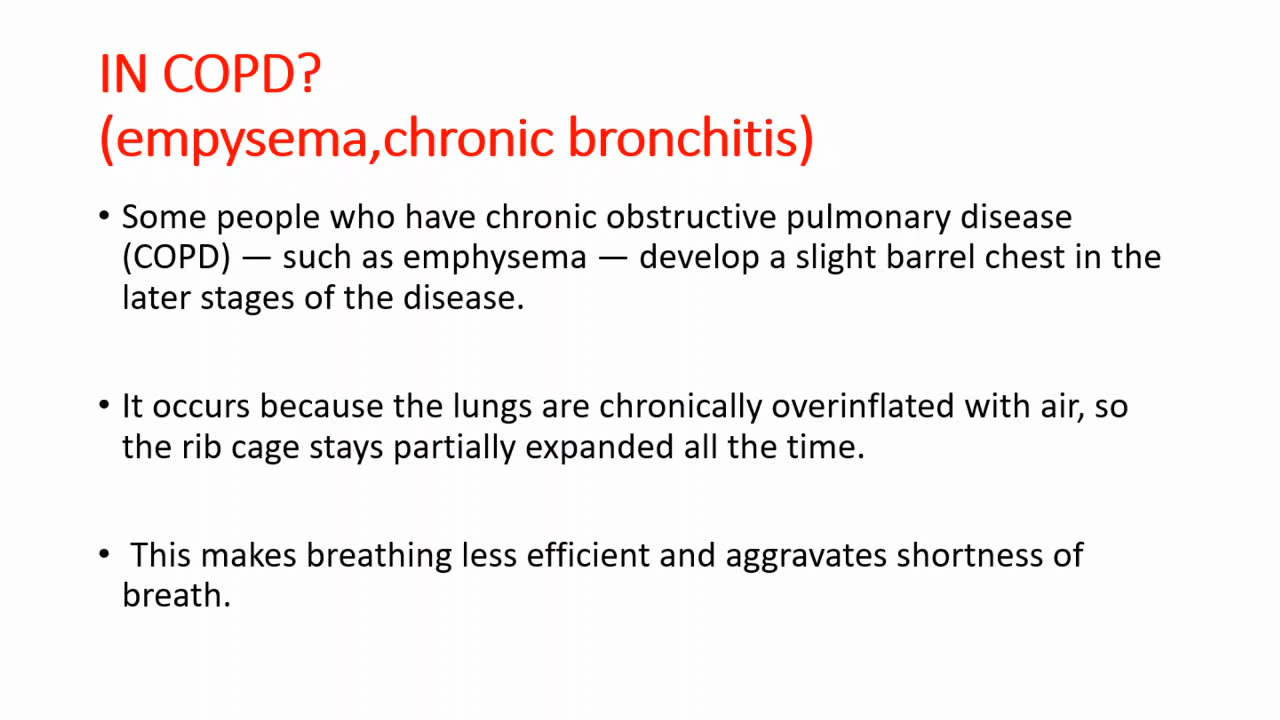 IN COPD?
(empysema,chronic bronchitis)
• Some people who have chronic obstructive pulmonary disease
(COPD) — such as emphysema — develop a slight barrel chest in the
later stages of the disease.
• It occurs because the lungs are chronically overinflated with air, so
the rib cage stays partially expanded all the time.
• This makes breathing less efficient and aggravates shortness of
breath.